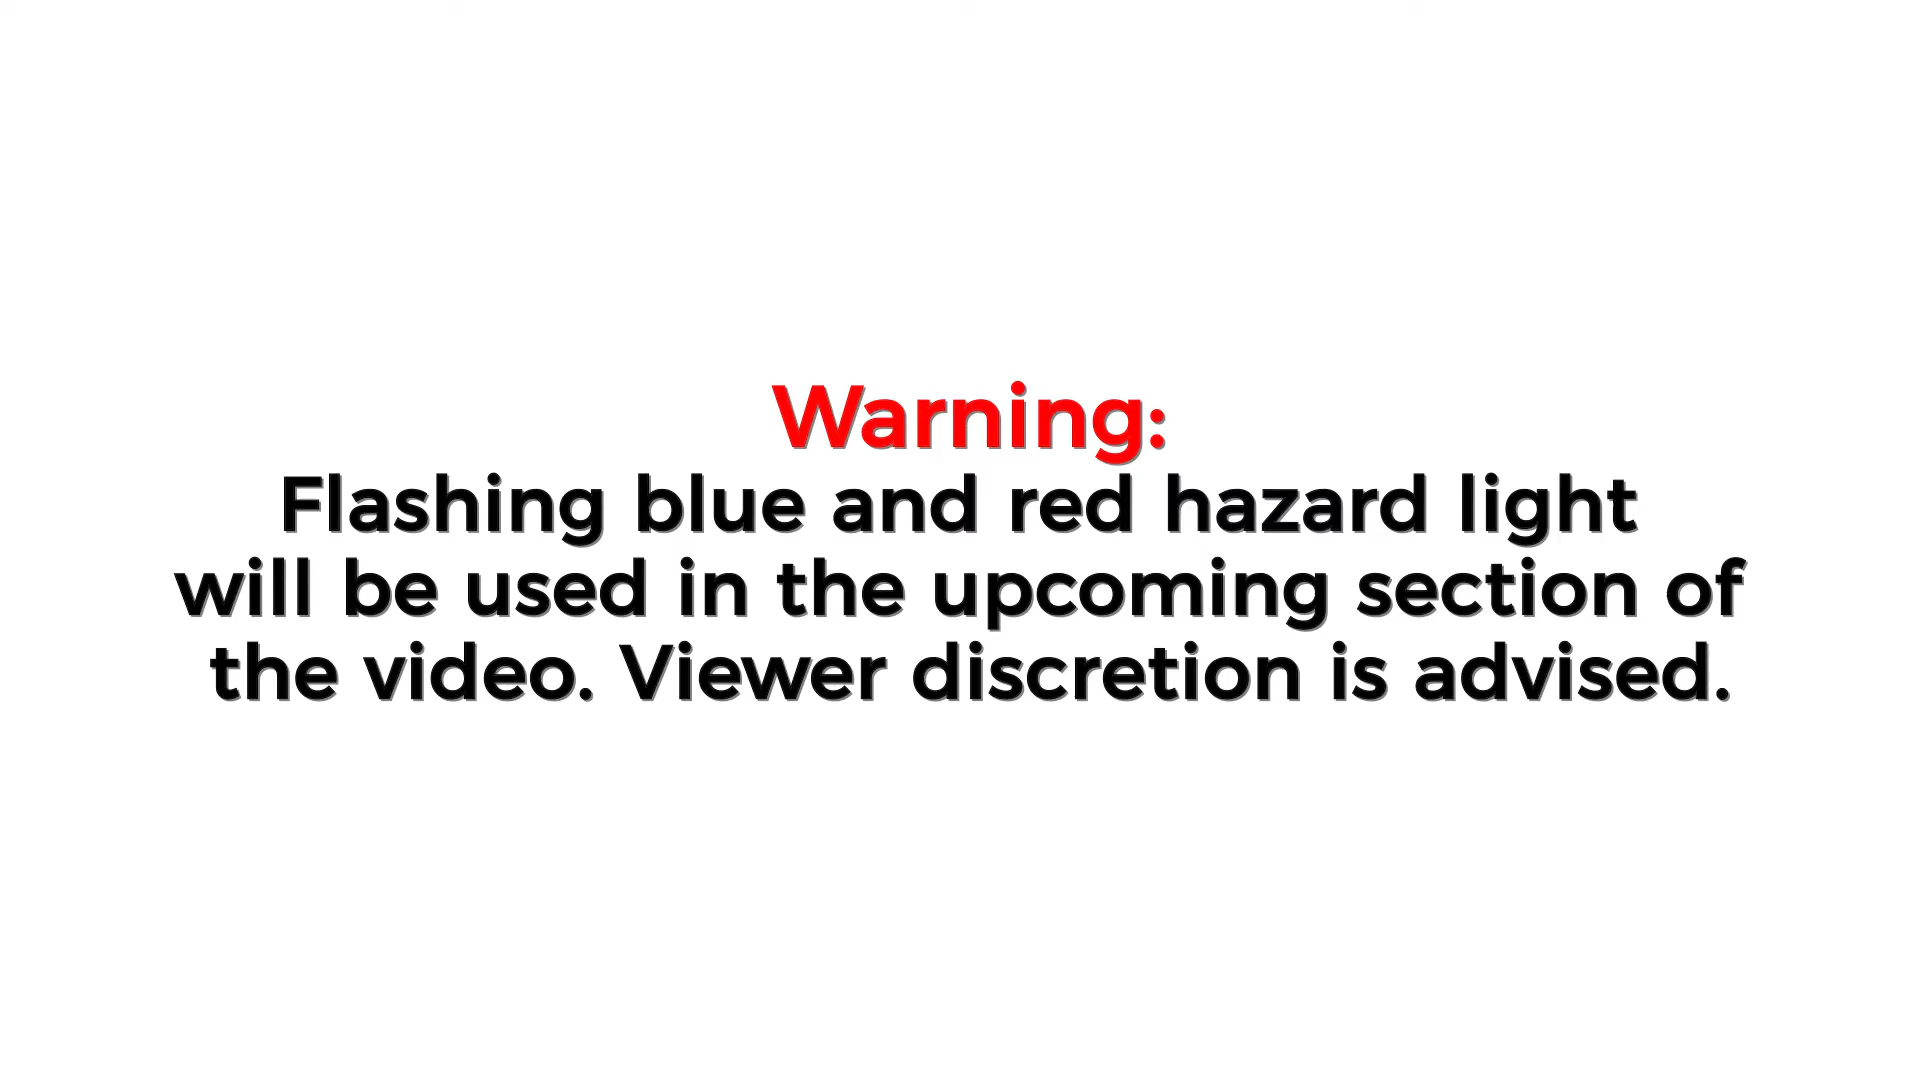 Warning:
Flashing blue and red hazard light
will be used in the upcoming section of
the video. Viewer discretion is advised.